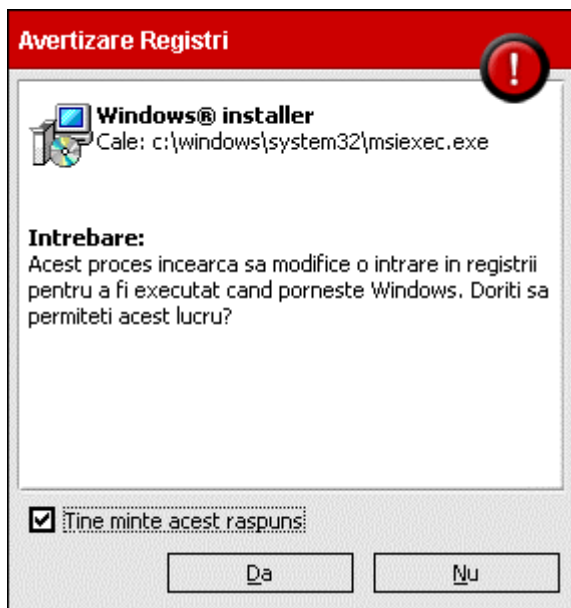 Avertizare Registri
Windows® installer
Cale: c:\windows\system32\msiexec.exe
Intrebare:
Acest proces incearca sa modifice o intrare in registrii
pentru a fi executat cand porneste Windows. Doriti sa
permiteti acest lucru?
Tine minte acest raspuns
Da
Nu